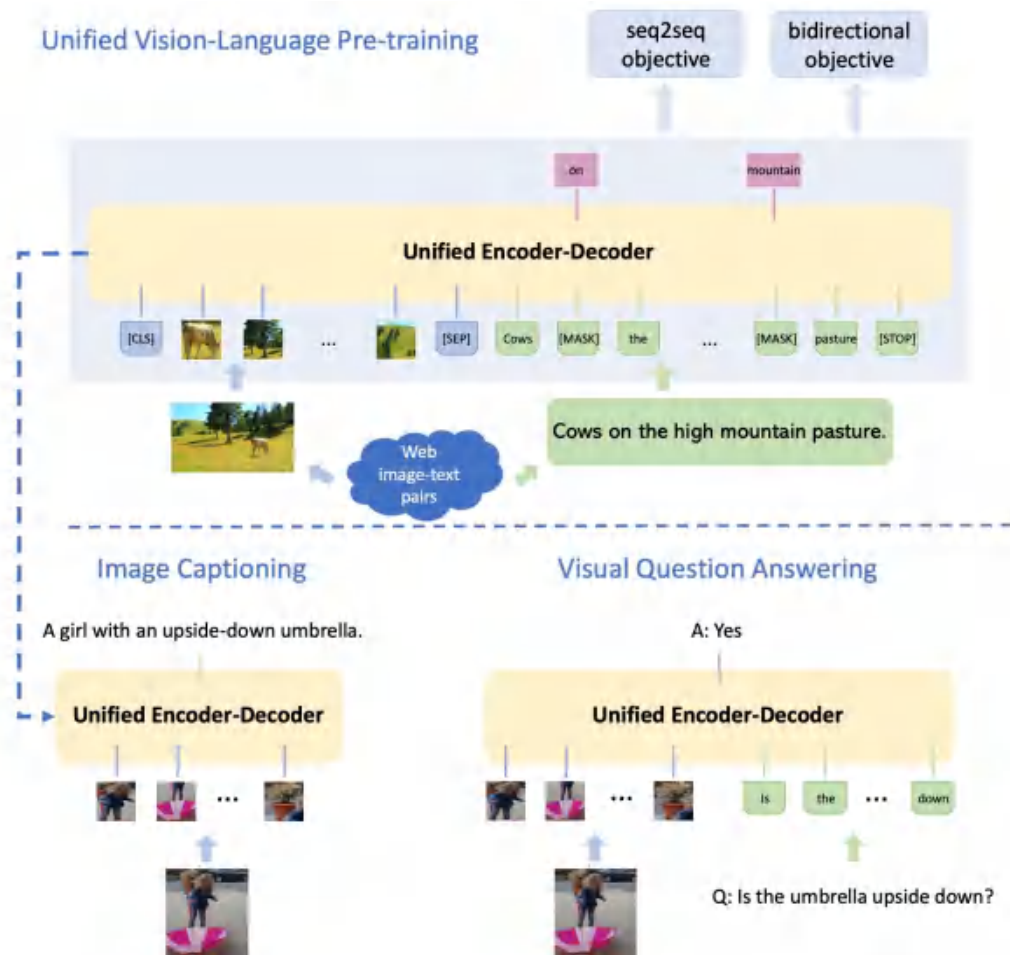 Unified Vision-Language Pre-training
seq2seq
objective
bidirectional
objective
on
mountain
Unified Encoder-Decoder
[CLS]
...
[SEP]
Cows
[MASK]
the
...
[MASK]
pasture
[STOP]
Web
image-text
pairs
Cows on the high mountain pasture.
Image Captioning
A girl with an upside-down umbrella.
Unified Encoder-Decoder
...
Visual Question Answering
A: Yes
Unified Encoder-Decoder
...
Is
the
...
down
Q: Is the umbrella upside down?